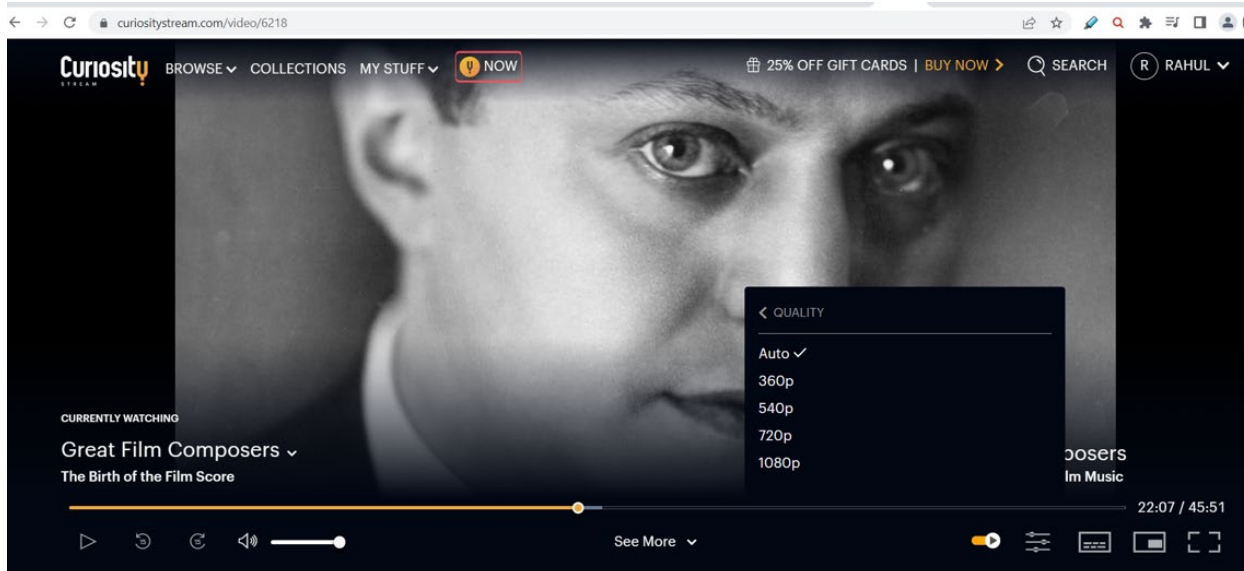 curiositystream.com/video/6218
CURIOSITY STREAM BROWSE COLLECTIONS MY STUFF NOW 25% OFF GIFT CARDS | BUY NOW SEARCH R RAHUL
QUALITY
Auto
360p
540p
720p
1080p
CURRENTLY WATCHING
Great Film Composers
The Birth of the Film Score
posers
lm Music
22:07 / 45:51
15 15 See More